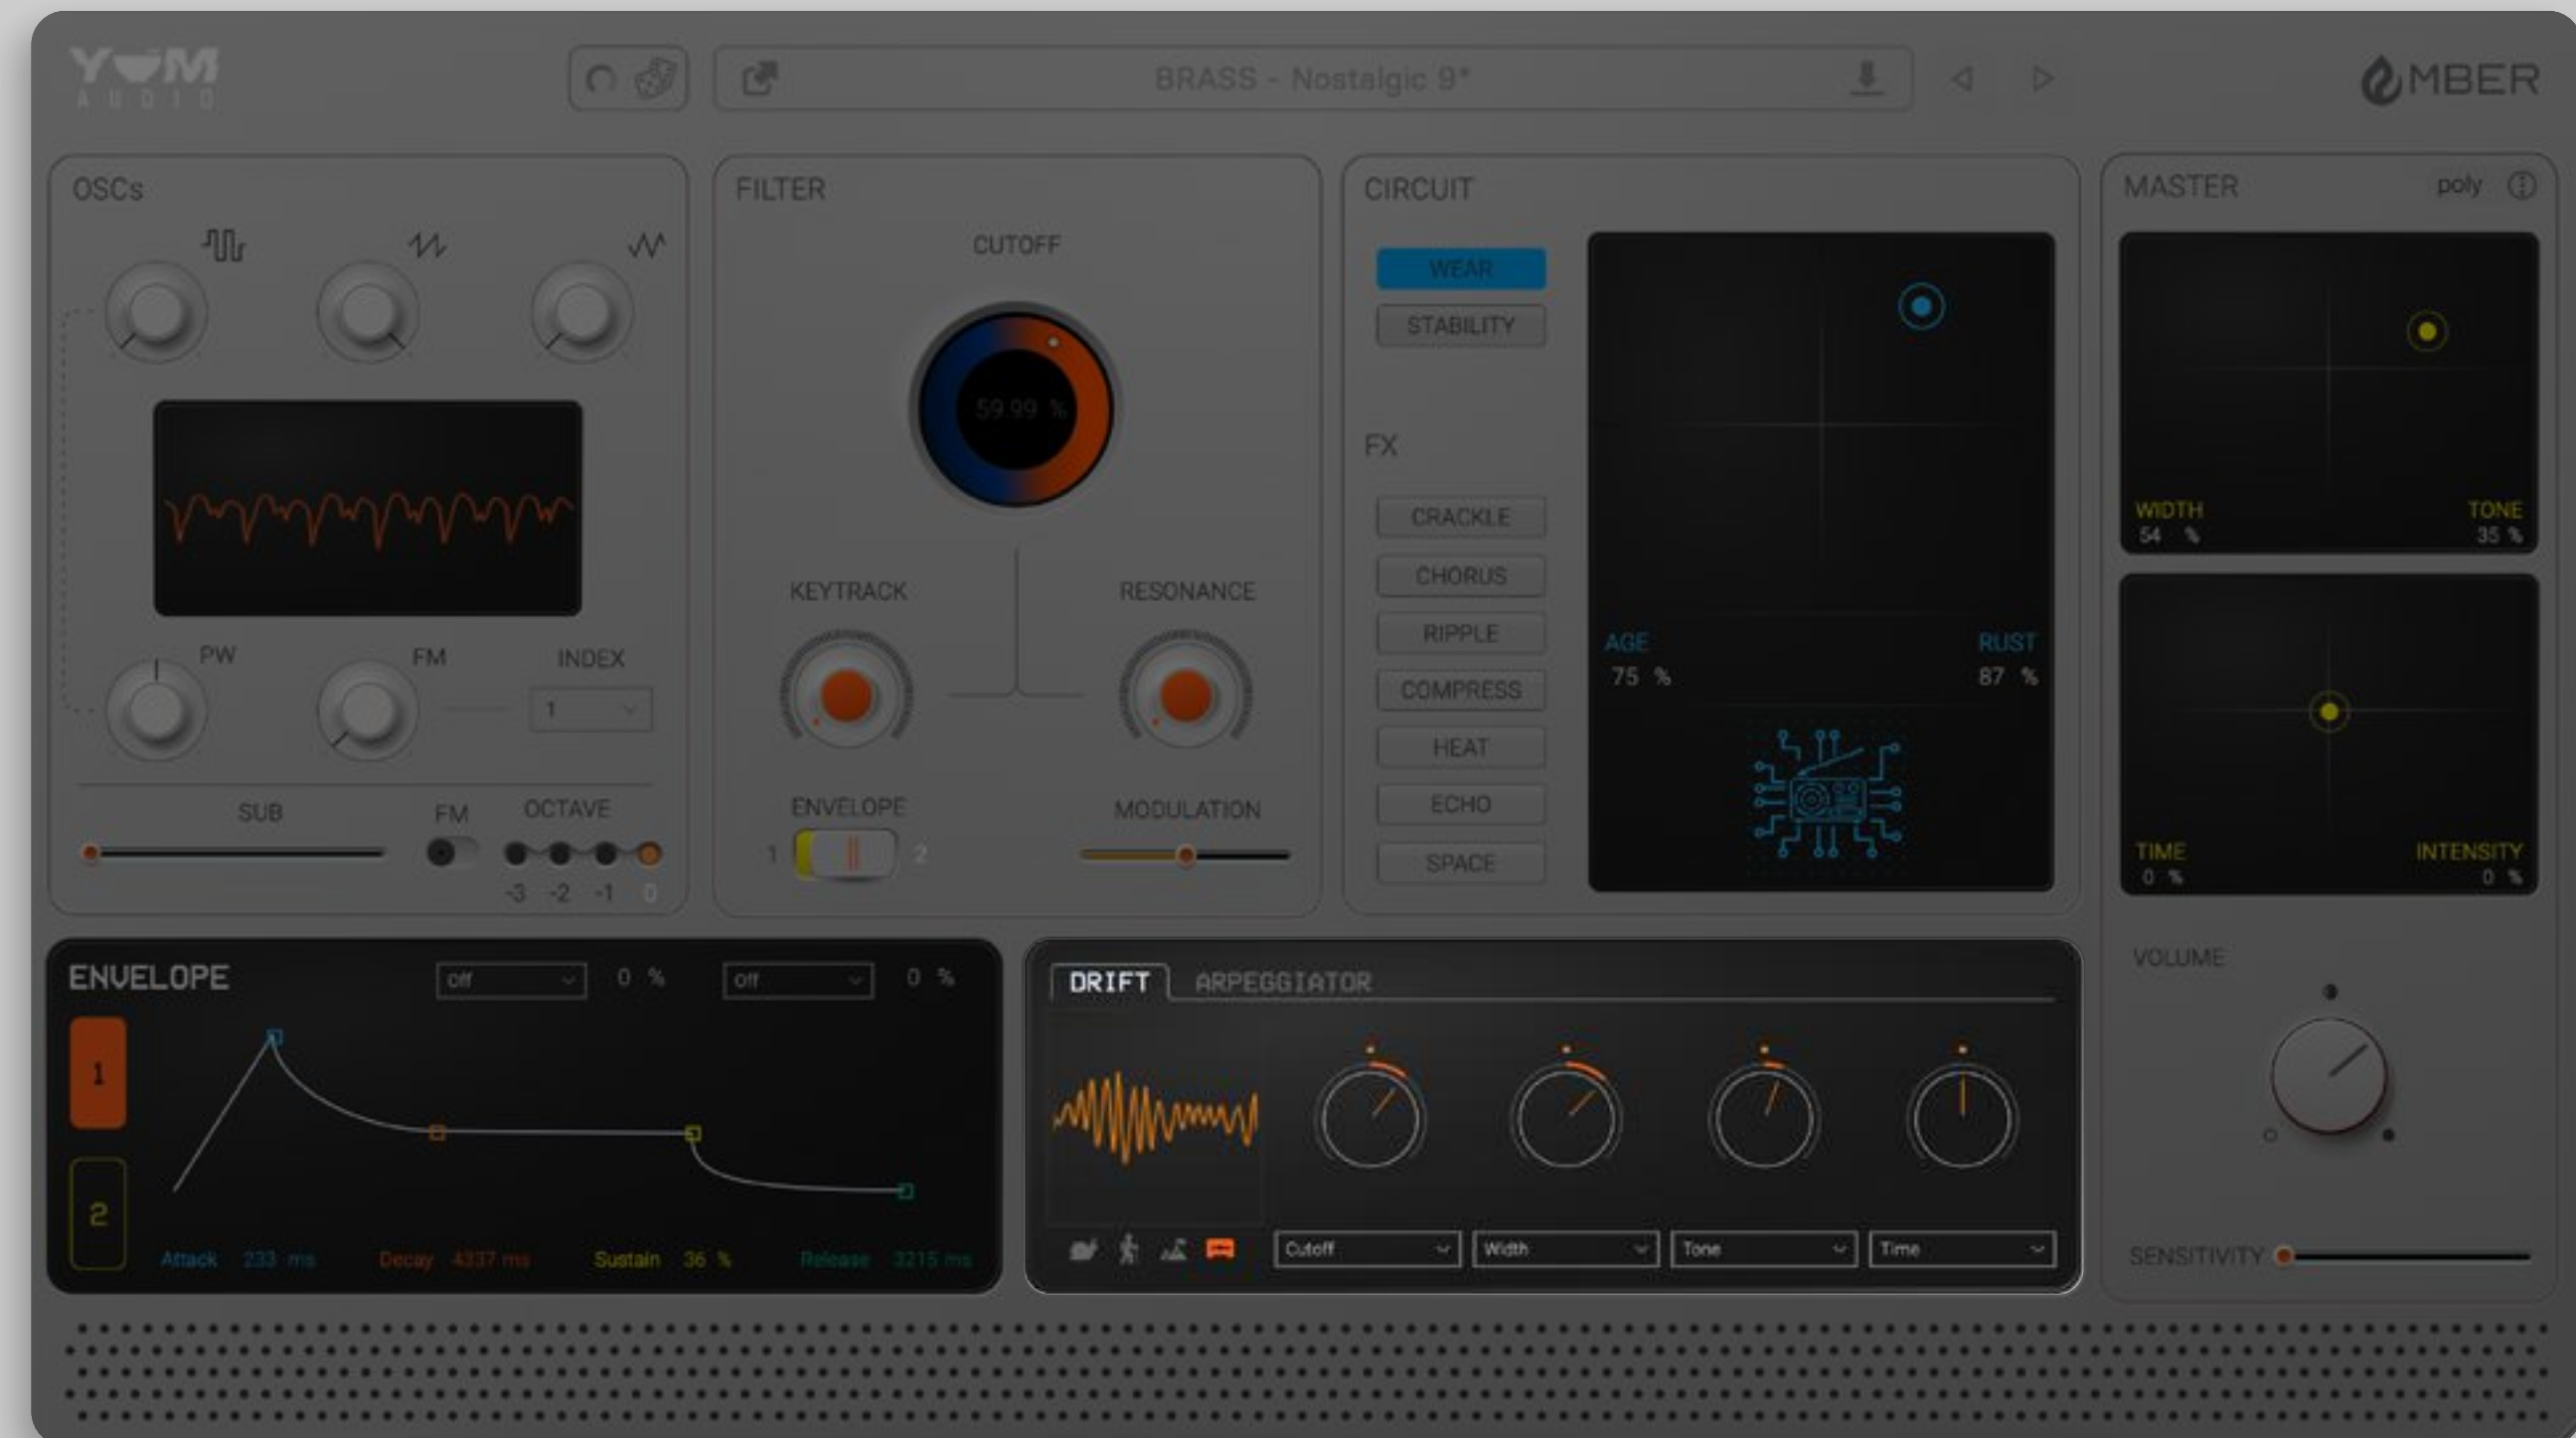 YUM
AUDIO
BRASS - Nostalgic 9*
MBER
OSCs
PW
FM
INDEX
1
SUB
FM
OCTAVE
-3 -2 -1 0
FILTER
CUTOFF
59.99 %
KEYTRACK
RESONANCE
ENVELOPE
1 2
MODULATION
CIRCUIT
WEAR
STABILITY
FX
CRACKLE
CHORUS
RIPPLE
COMPRESS
HEAT
ECHO
SPACE
AGE RUST
75 % 87 %
MASTER poly
WIDTH TONE
54 % 35 %
TIME INTENSITY
0 % 0 %
VOLUME
SENSITIVITY
ENVELOPE Off 0 % Off 0 %
1
2
Attack 233 ms Decay 4337 ms Sustain 36 % Release 3215 ms
DRIFT ARPEGGIATOR
Cutoff Width Tone Time